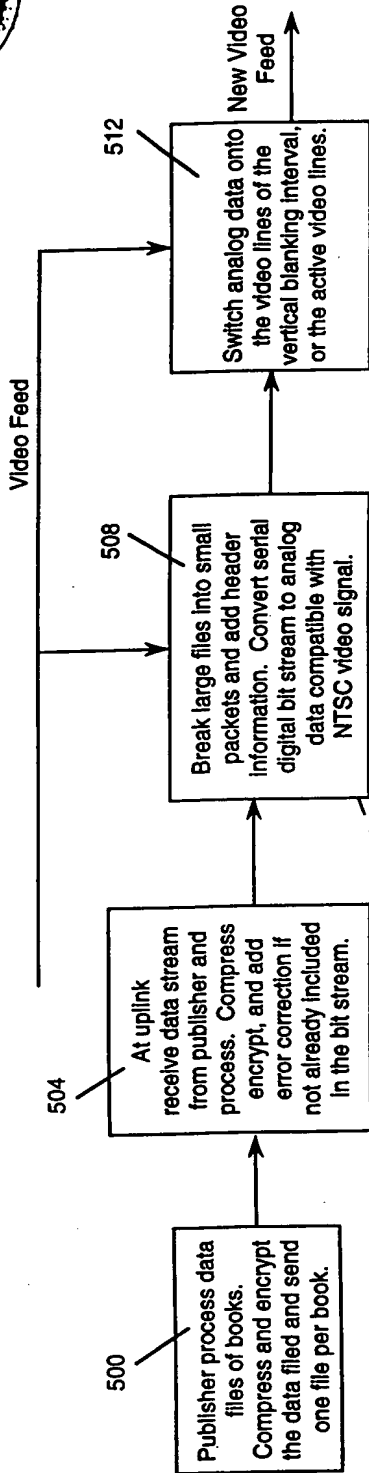 Video Feed
500
Publisher process data
files of books.
Compress and encrypt
the data filed and send
one file per book.
504
At uplink
receive data stream
from publisher and
process. Compress
encrypt, and add
error correction if
not already included
in the bit stream.
508
Break large files into small
packets and add header
information. Convert serial
digital bit stream to analog
data compatible with
NTSC video signal.
512
Switch analog data onto
the video lines of the
vertical blanking interval,
or the active video lines.
New Video
Feed